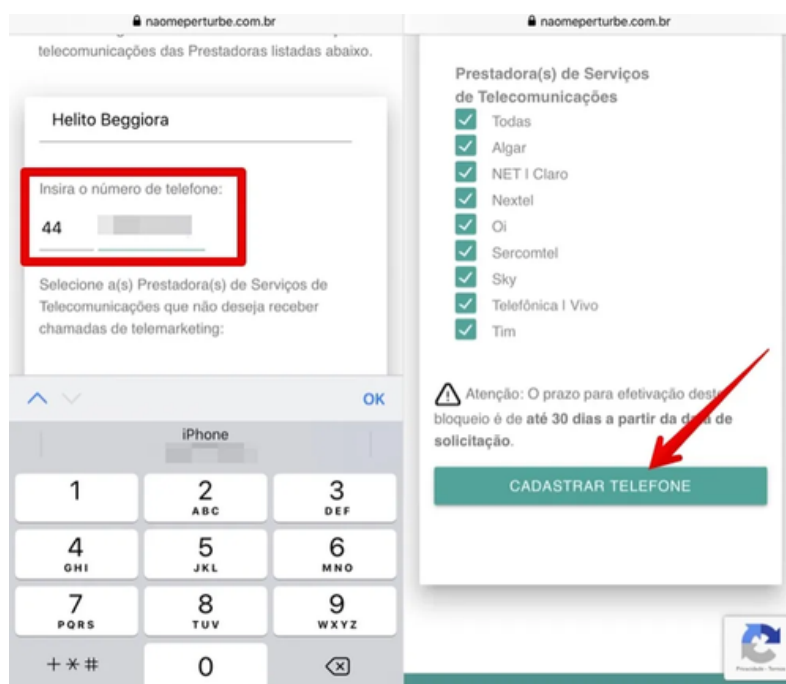 naomeperturbe.com.br
telecomunicações das Prestadoras listadas abaixo.
Helito Beggiora
Insira o número de telefone:
44
Selecione a(s) Prestadora(s) de Serviços de
Telecomunicações que não deseja receber
chamadas de telemarketing:
OK
iPhone
1
2
ABC
3
DEF
4
GHI
5
JKL
6
MNO
7
PQRS
8
TUV
9
WXYZ
+*#
0
naomeperturbe.com.br
Prestadora(s) de Serviços
de Telecomunicações
Todas
Algar
NET | Claro
Nextel
Oi
Sercomtel
Sky
Telefônica | Vivo
Tim
Atenção: O prazo para efetivação deste
bloqueio é de até 30 dias a partir da data de
solicitação.
CADASTRAR TELEFONE
Privacidade - Termos